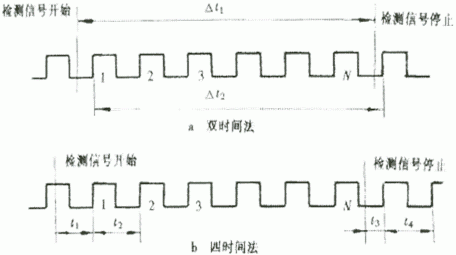 检测信号开始 Δt₁ 检测信号停止
1 2 3 N
Δt₂
a 双时间法
检测信号开始 检测信号停止
1 2 3 N
t₁ t₂ t₃ t₄
b 四时间法